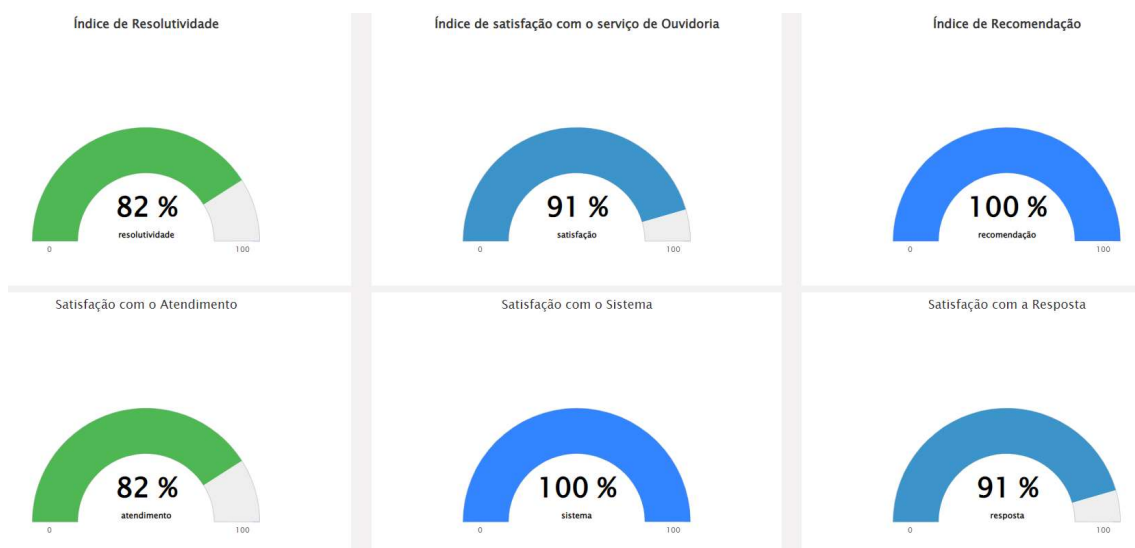 Índice de Resolutividade
82 %
resolutividade
0
100
Índice de satisfação com o serviço de Ouvidoria
91 %
satisfação
0
100
Índice de Recomendação
100 %
recomendação
0
100
Satisfação com o Atendimento
82 %
atendimento
0
100
Satisfação com o Sistema
100 %
sistema
0
100
Satisfação com a Resposta
91 %
resposta
0
100